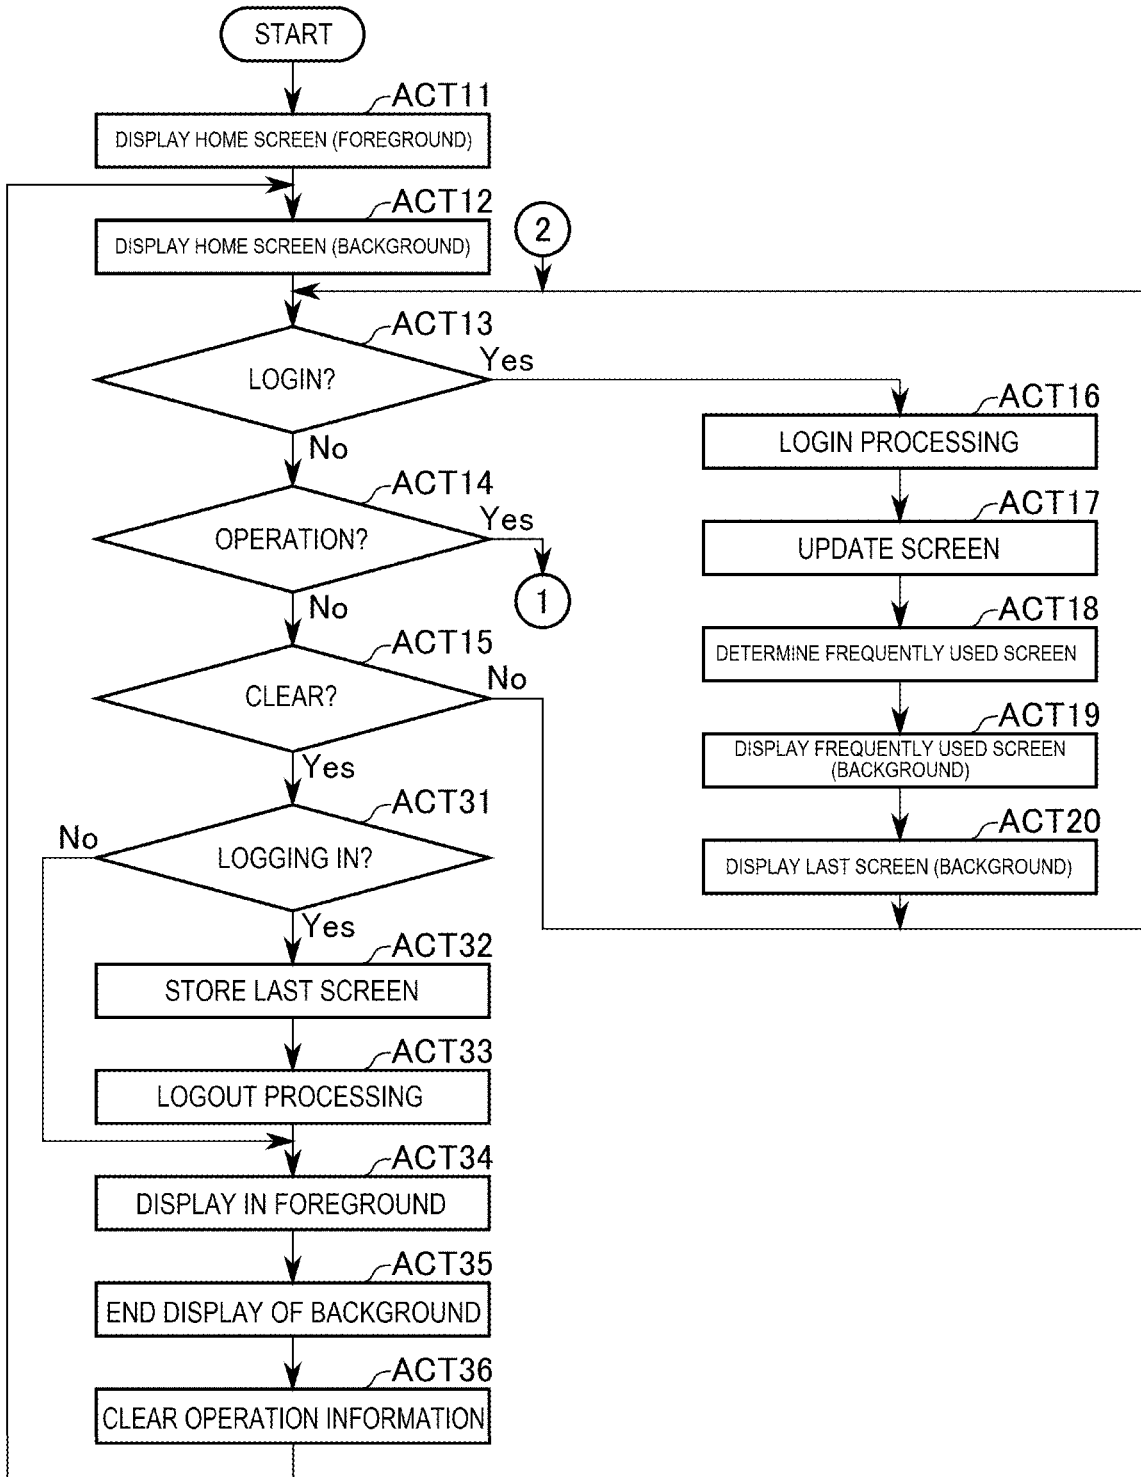 START
ACT11
DISPLAY HOME SCREEN (FOREGROUND)
ACT12
DISPLAY HOME SCREEN (BACKGROUND)
2
ACT13
LOGIN?
Yes
No
ACT14
OPERATION?
Yes
1
No
ACT15
CLEAR?
No
Yes
ACT31
LOGGING IN?
No
Yes
ACT32
STORE LAST SCREEN
ACT33
LOGOUT PROCESSING
ACT34
DISPLAY IN FOREGROUND
ACT35
END DISPLAY OF BACKGROUND
ACT36
CLEAR OPERATION INFORMATION
ACT16
LOGIN PROCESSING
ACT17
UPDATE SCREEN
ACT18
DETERMINE FREQUENTLY USED SCREEN
ACT19
DISPLAY FREQUENTLY USED SCREEN
(BACKGROUND)
ACT20
DISPLAY LAST SCREEN (BACKGROUND)